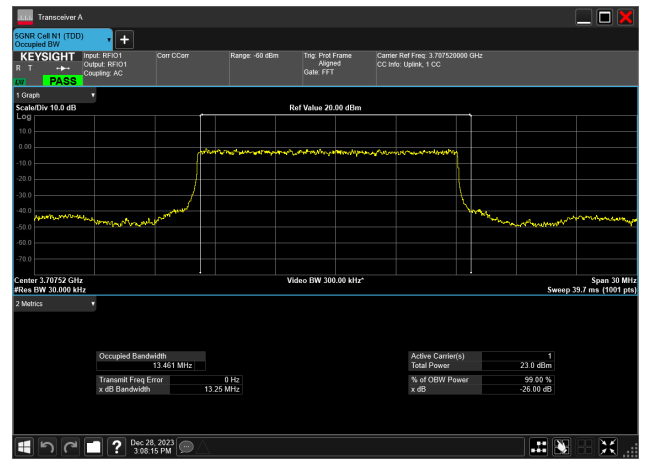 Transceiver A
5GNR Cell N1 (TDD)
Occupied BW
+
KEYSIGHT
R T
LW
PASS
Input: RFIO1
Output: RFIO1
Coupling: AC
Corr CCorr
Range: -60 dBm
Trig: Prot Frame
Aligned
Gate: FFT
Carrier Ref Freq: 3.707520000 GHz
CC Info: Uplink, 1 CC
1 Graph
Scale/Div 10.0 dB
Ref Value 20.00 dBm
Log
10.0
0.00
-10.0
-20.0
-30.0
-40.0
-50.0
-60.0
-70.0
Center 3.70752 GHz
Video BW 300.00 kHz*
Span 30 MHz
#Res BW 30.000 kHz
Sweep 39.7 ms (1001 pts)
2 Metrics
Occupied Bandwidth
13.461 MHz
Transmit Freq Error 0 Hz
x dB Bandwidth 13.25 MHz
Active Carrier(s) 1
Total Power 23.0 dBm
% of OBW Power 99.00 %
x dB -26.00 dB
?
Dec 28, 2023
3:08:15 PM